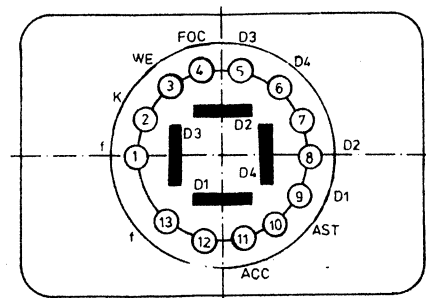 FOC D3
WE D4
K
4 5
3 6
2 7
D3 D2
f 1 8 D2
D1 D4
9 D1
13 10 AST
f 12 11
ACC